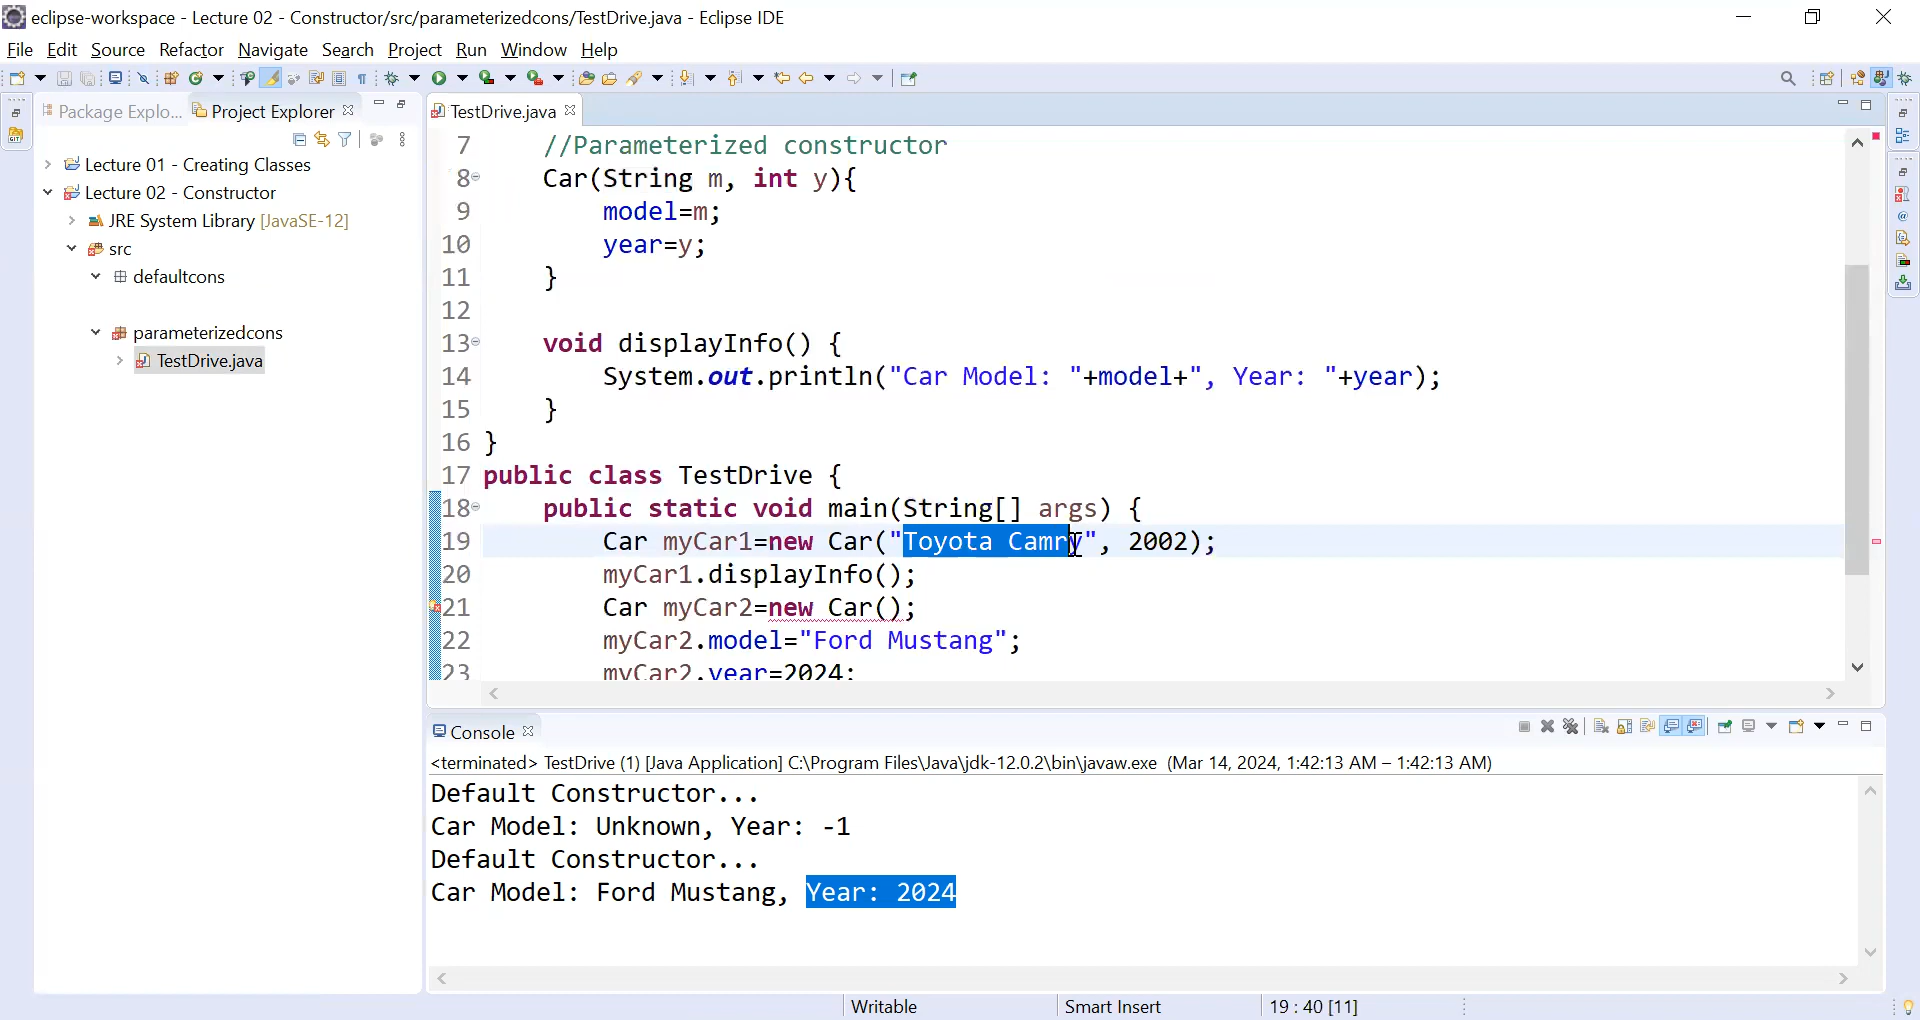 eclipse-workspace - Lecture 02 - Constructor/src/parameterizedcons/TestDrive.java - Eclipse IDE
File Edit Source Refactor Navigate Search Project Run Window Help
Package Explo... Project Explorer
TestDrive.java
Lecture 01 - Creating Classes
Lecture 02 - Constructor
JRE System Library [JavaSE-12]
src
defaultcons
parameterizedcons
TestDrive.java
7 //Parameterized constructor
8 Car(String m, int y){
9 model=m;
10 year=y;
11 }
12
13 void displayInfo() {
14 System.out.println("Car Model: "+model+", Year: "+year);
15 }
16 }
17 public class TestDrive {
18 public static void main(String[] args) {
19 Car myCar1=new Car("Toyota Camry", 2002);
20 myCar1.displayInfo();
21 Car myCar2=new Car();
22 myCar2.model="Ford Mustang";
23 myCar2.year=2024;
Console
<terminated> TestDrive (1) [Java Application] C:\Program Files\Java\jdk-12.0.2\bin\javaw.exe (Mar 14, 2024, 1:42:13 AM – 1:42:13 AM)
Default Constructor...
Car Model: Unknown, Year: -1
Default Constructor...
Car Model: Ford Mustang, Year: 2024
Writable Smart Insert 19 : 40 [11]